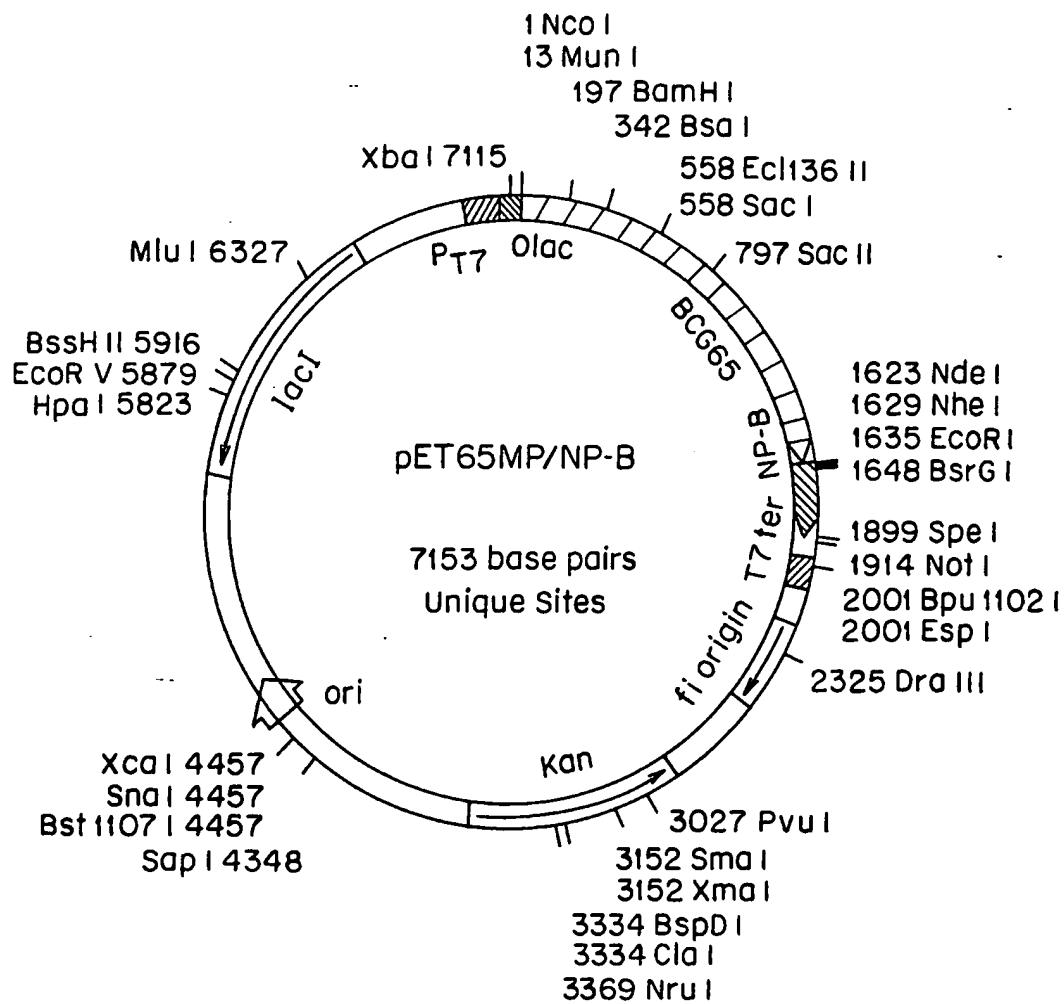 1 Nco I
13 Mun I
197 BamH I
342 Bsa I
558 Ecl136 II
558 Sac I
797 Sac II
Xba I 7115
Mlu I 6327
BssH II 5916
EcoR V 5879
Hpa I 5823
PT7
Olac
BCG65
lacI
1623 Nde I
1629 Nhe I
1635 EcoR I
1648 BsrG I
NP-B
T7 ter
fi origin
pET65MP/NP-B
7153 base pairs
Unique Sites
1899 Spe I
1914 Not I
2001 Bpu 1102 I
2001 Esp I
2325 Dra III
ori
Kan
Xca I 4457
Sna I 4457
Bst 1107 I 4457
Sap I 4348
3027 Pvu I
3152 Sma I
3152 Xma I
3334 BspD I
3334 Cla I
3369 Nru I